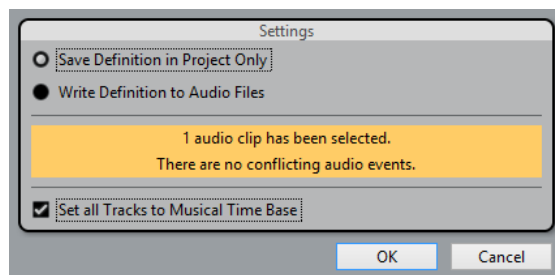 Settings
Save Definition in Project Only
Write Definition to Audio Files
1 audio clip has been selected.
There are no conflicting audio events.
Set all Tracks to Musical Time Base
OK
Cancel